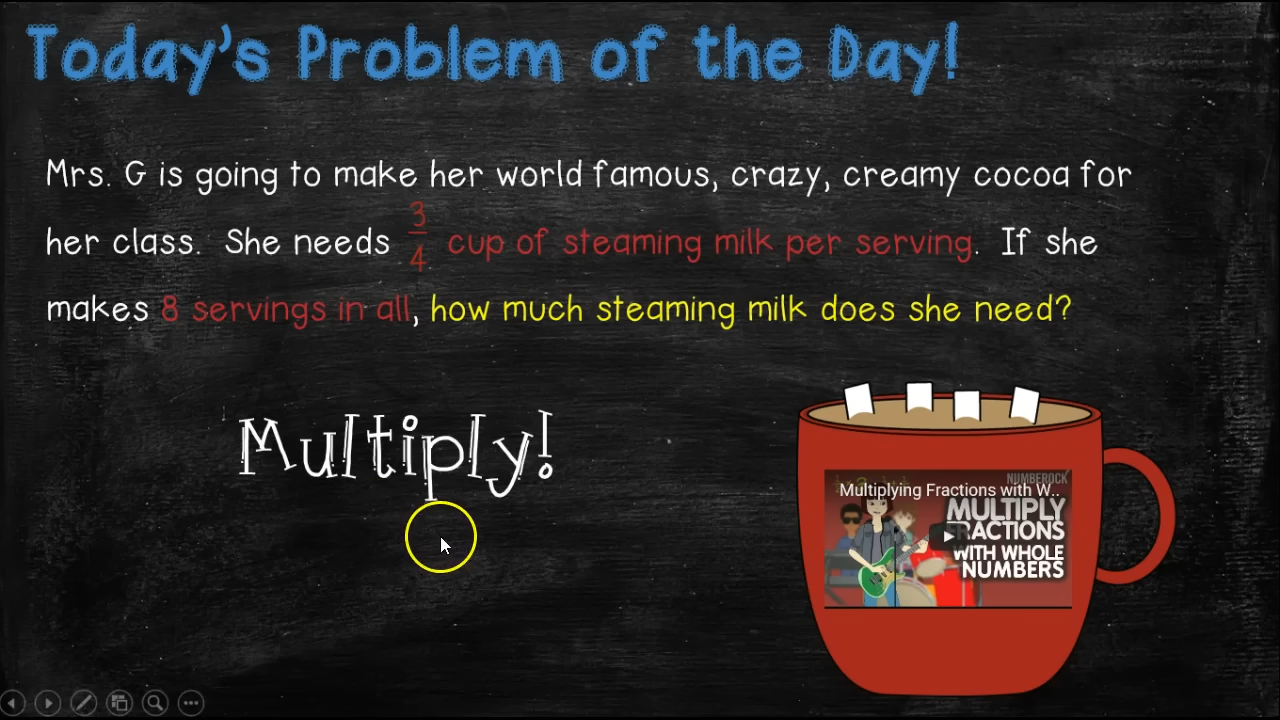 Today's Problem of the Day!
Mrs. G is going to make her world famous, crazy, creamy cocoa for
her class. She needs 3/4 cup of steaming milk per serving. If she
makes 8 servings in all, how much steaming milk does she need?
Multiply!
NUMBEROCK
Multiplying Fractions with W..
MULTIPLY
FRACTIONS
WITH WHOLE
NUMBERS